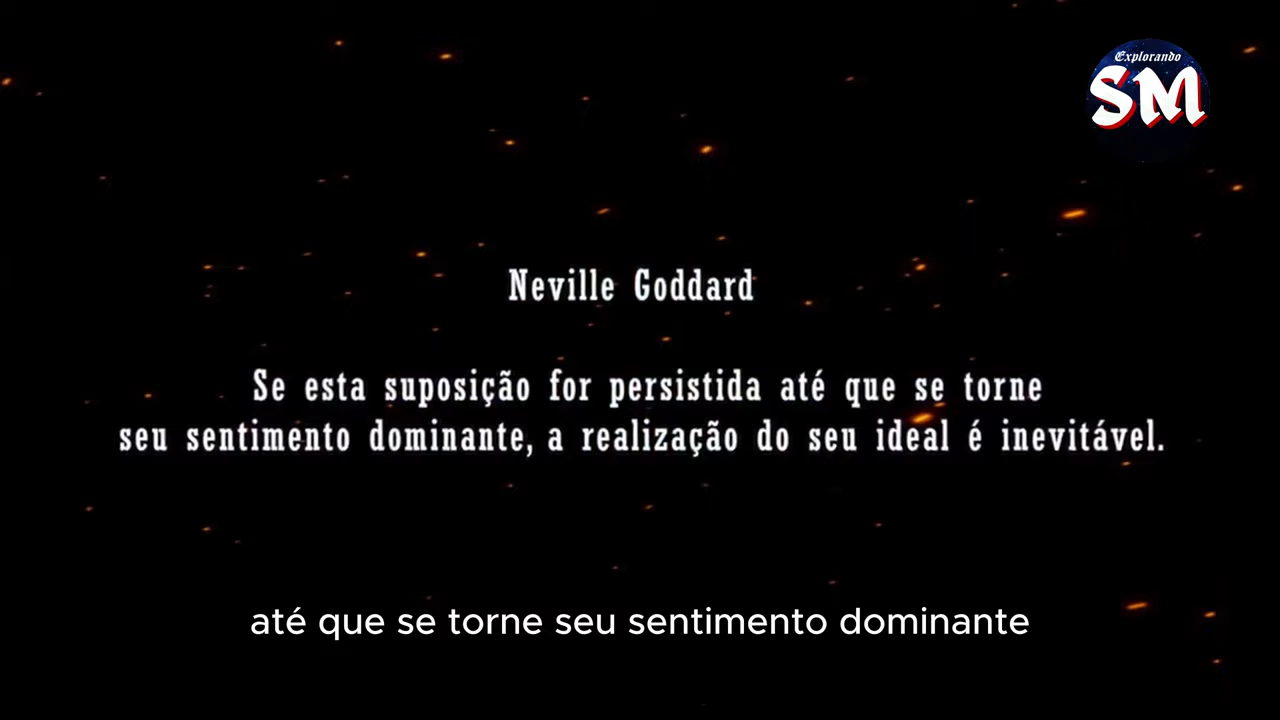 Explorando
SM
Neville Goddard
Se esta suposição for persistida até que se torne
seu sentimento dominante, a realização do seu ideal é inevitável.
até que se torne seu sentimento dominante